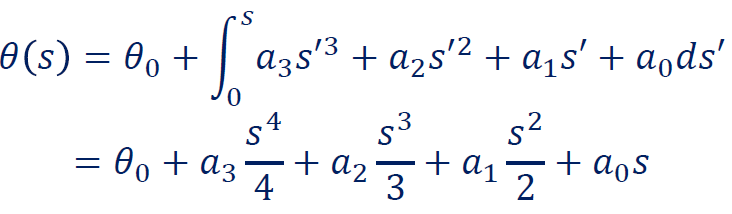 θ(s) = θ₀ + ∫₀ˢ a₃s′³ + a₂s′² + a₁s′ + a₀ds′
= θ₀ + a₃ s⁴/4 + a₂ s³/3 + a₁ s²/2 + a₀s